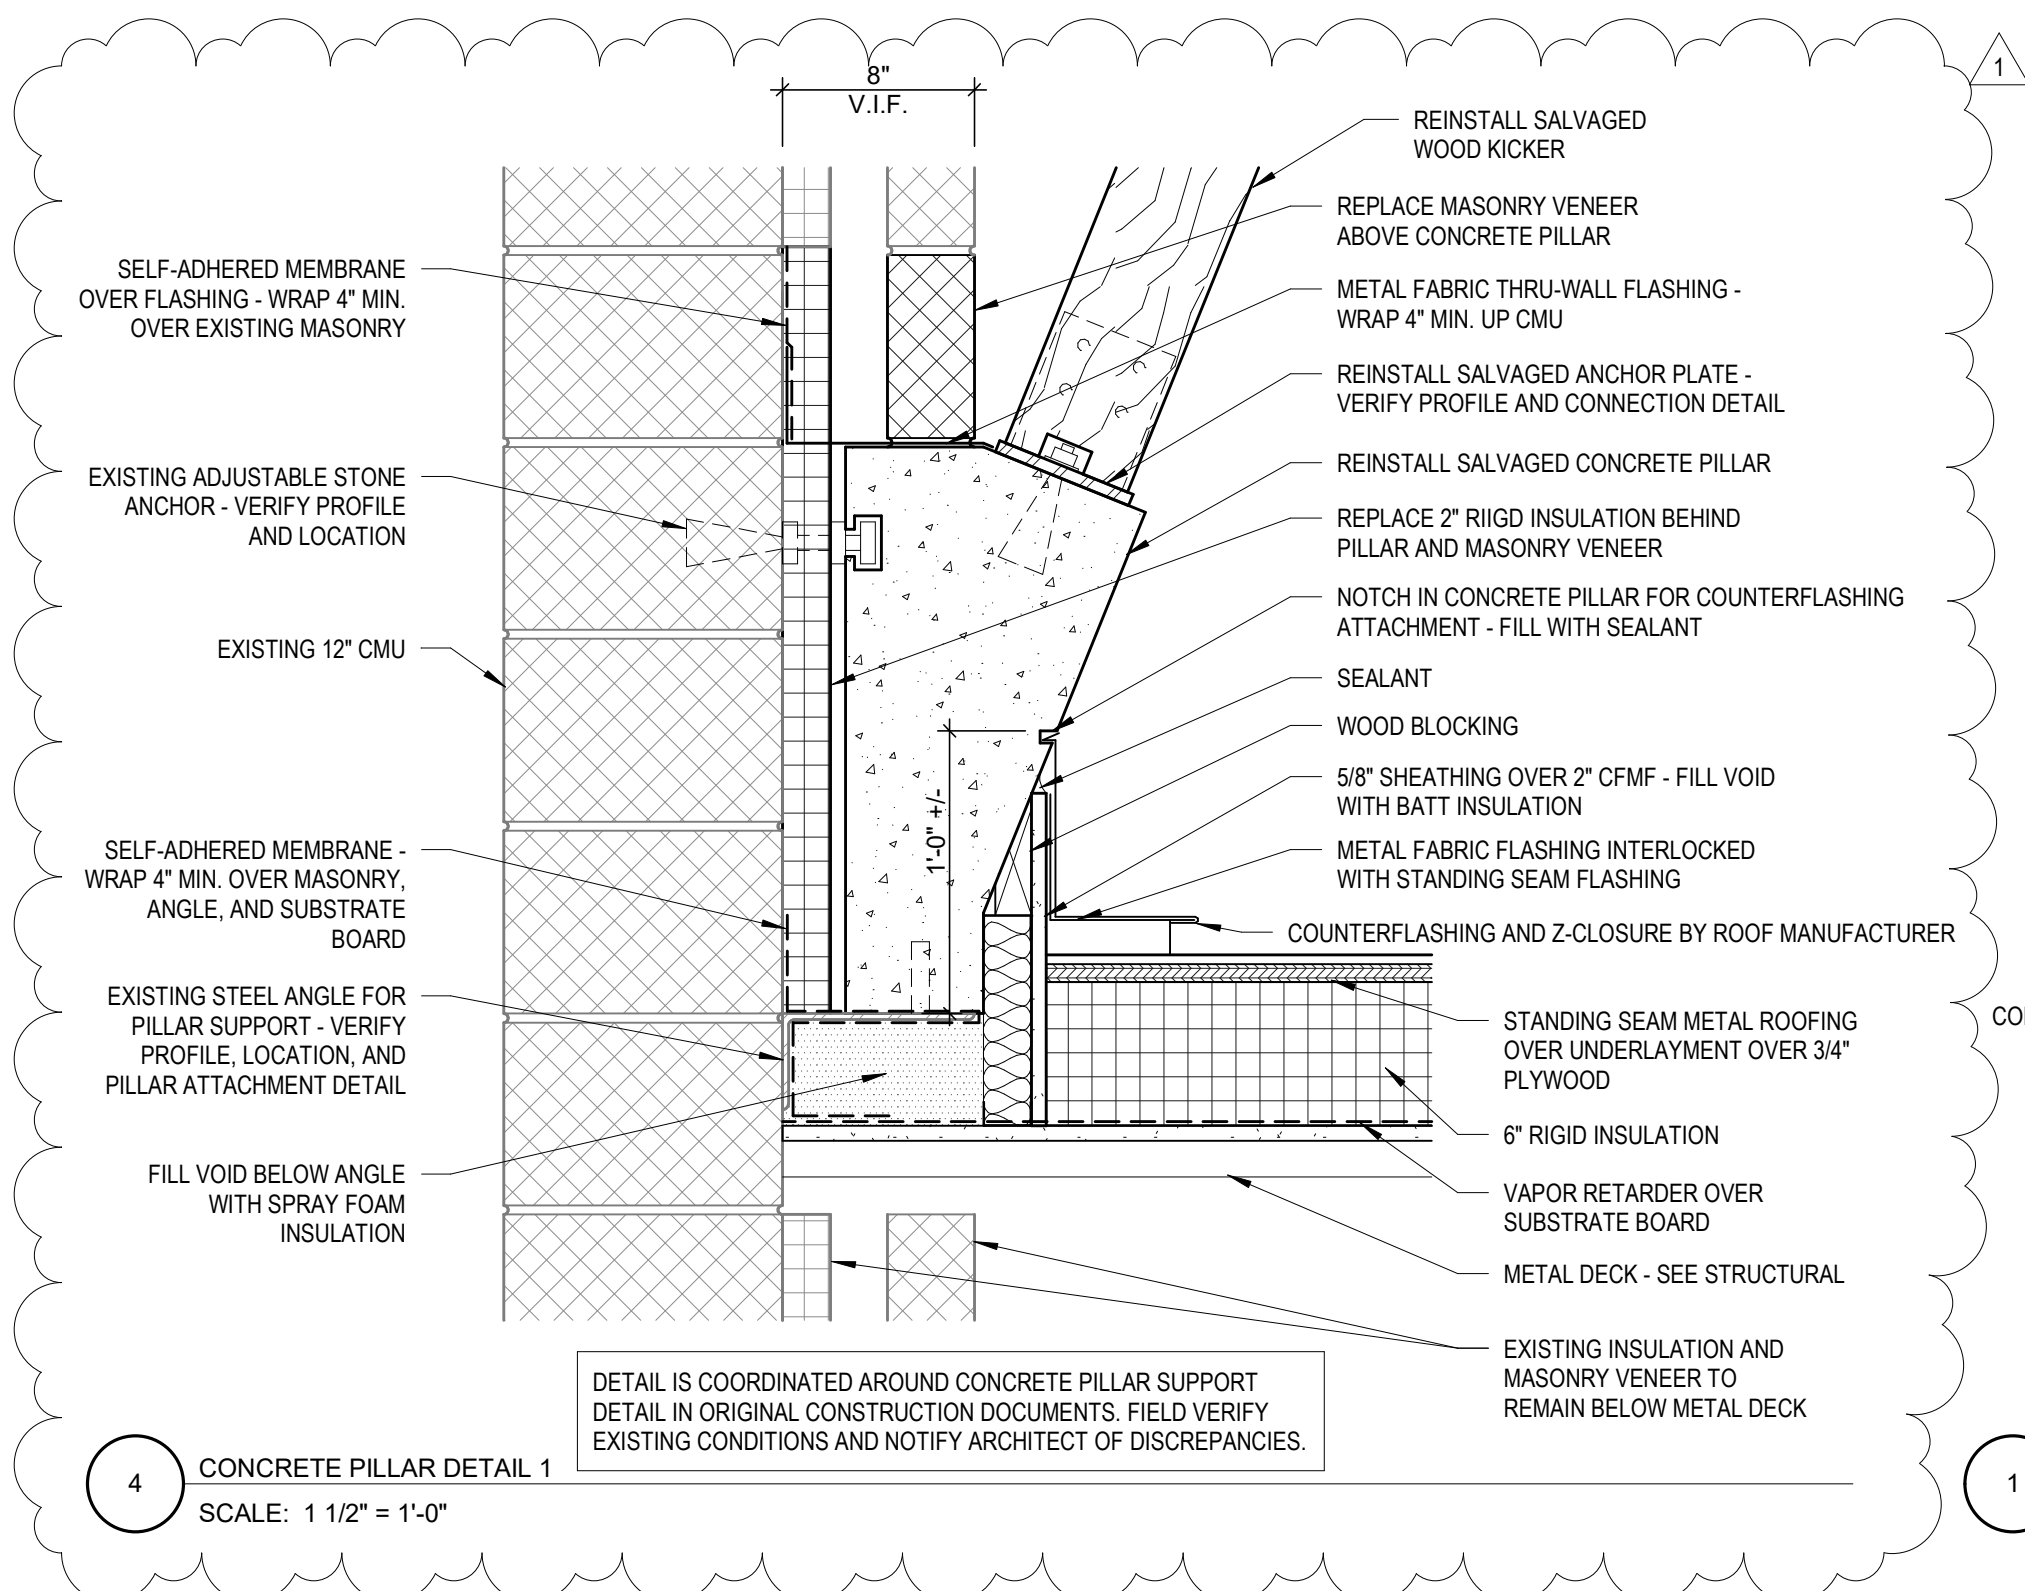 1
8"
V.I.F.
REINSTALL SALVAGED
WOOD KICKER
REPLACE MASONRY VENEER
ABOVE CONCRETE PILLAR
METAL FABRIC THRU-WALL FLASHING -
WRAP 4" MIN. UP CMU
REINSTALL SALVAGED ANCHOR PLATE -
VERIFY PROFILE AND CONNECTION DETAIL
REINSTALL SALVAGED CONCRETE PILLAR
REPLACE 2" RIIGD INSULATION BEHIND
PILLAR AND MASONRY VENEER
NOTCH IN CONCRETE PILLAR FOR COUNTERFLASHING
ATTACHMENT - FILL WITH SEALANT
SEALANT
WOOD BLOCKING
5/8" SHEATHING OVER 2" CFMF - FILL VOID
WITH BATT INSULATION
METAL FABRIC FLASHING INTERLOCKED
WITH STANDING SEAM FLASHING
COUNTERFLASHING AND Z-CLOSURE BY ROOF MANUFACTURER
STANDING SEAM METAL ROOFING
OVER UNDERLAYMENT OVER 3/4"
PLYWOOD
6" RIGID INSULATION
VAPOR RETARDER OVER
SUBSTRATE BOARD
METAL DECK - SEE STRUCTURAL
EXISTING INSULATION AND
MASONRY VENEER TO
REMAIN BELOW METAL DECK
SELF-ADHERED MEMBRANE
OVER FLASHING - WRAP 4" MIN.
OVER EXISTING MASONRY
EXISTING ADJUSTABLE STONE
ANCHOR - VERIFY PROFILE
AND LOCATION
EXISTING 12" CMU
SELF-ADHERED MEMBRANE -
WRAP 4" MIN. OVER MASONRY,
ANGLE, AND SUBSTRATE
BOARD
EXISTING STEEL ANGLE FOR
PILLAR SUPPORT - VERIFY
PROFILE, LOCATION, AND
PILLAR ATTACHMENT DETAIL
FILL VOID BELOW ANGLE
WITH SPRAY FOAM
INSULATION
1'-0" +/-
DETAIL IS COORDINATED AROUND CONCRETE PILLAR SUPPORT
DETAIL IN ORIGINAL CONSTRUCTION DOCUMENTS. FIELD VERIFY
EXISTING CONDITIONS AND NOTIFY ARCHITECT OF DISCREPANCIES.
4
CONCRETE PILLAR DETAIL 1
SCALE: 1 1/2" = 1'-0"
1